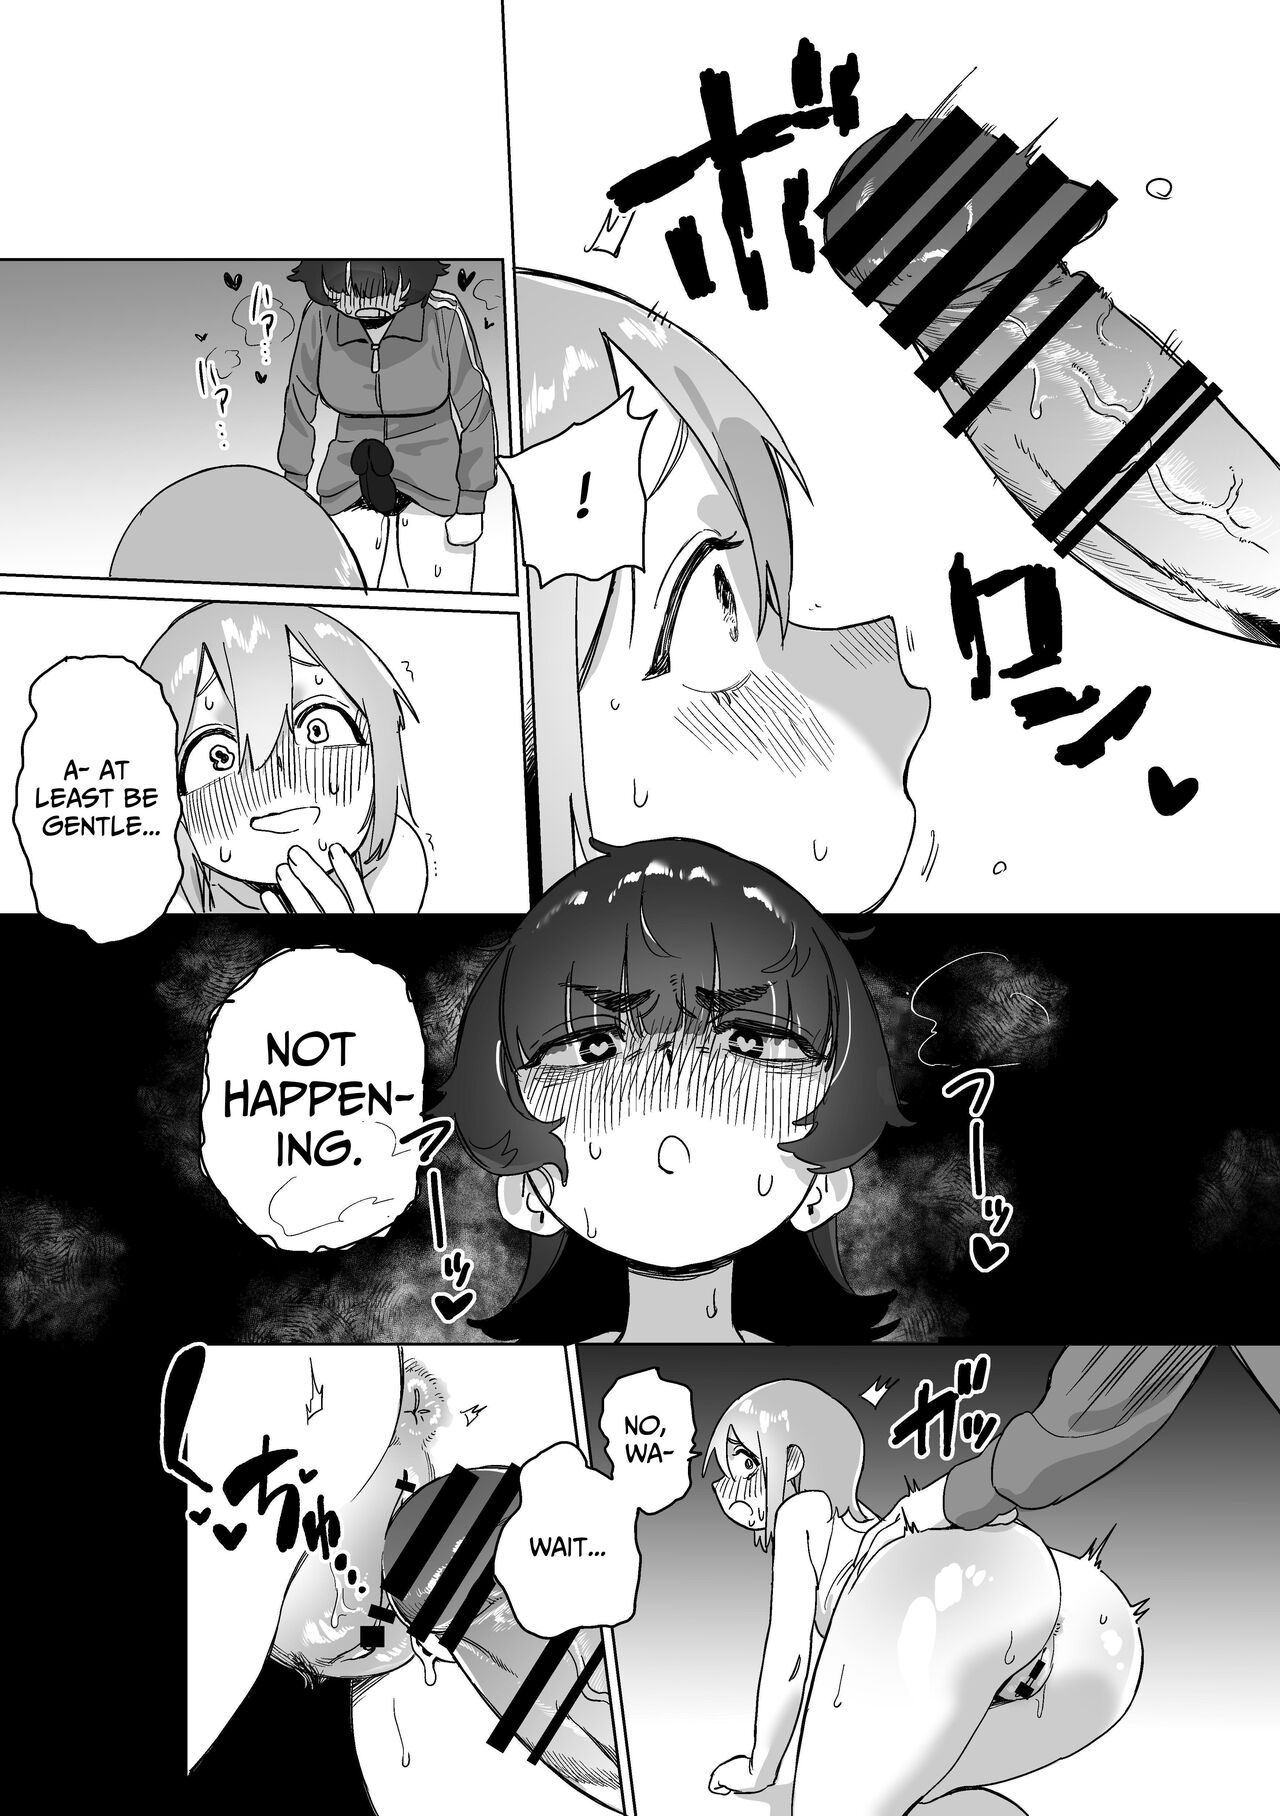 ボ
ロン♥
!
ハァ…
ハァ…
A- AT
LEAST BE
GENTLE...
フーッ♥
NOT
HAPPEN-
ING.
フーッ♥
ガッ
NO,
WA-
WAIT...
くちゅ…